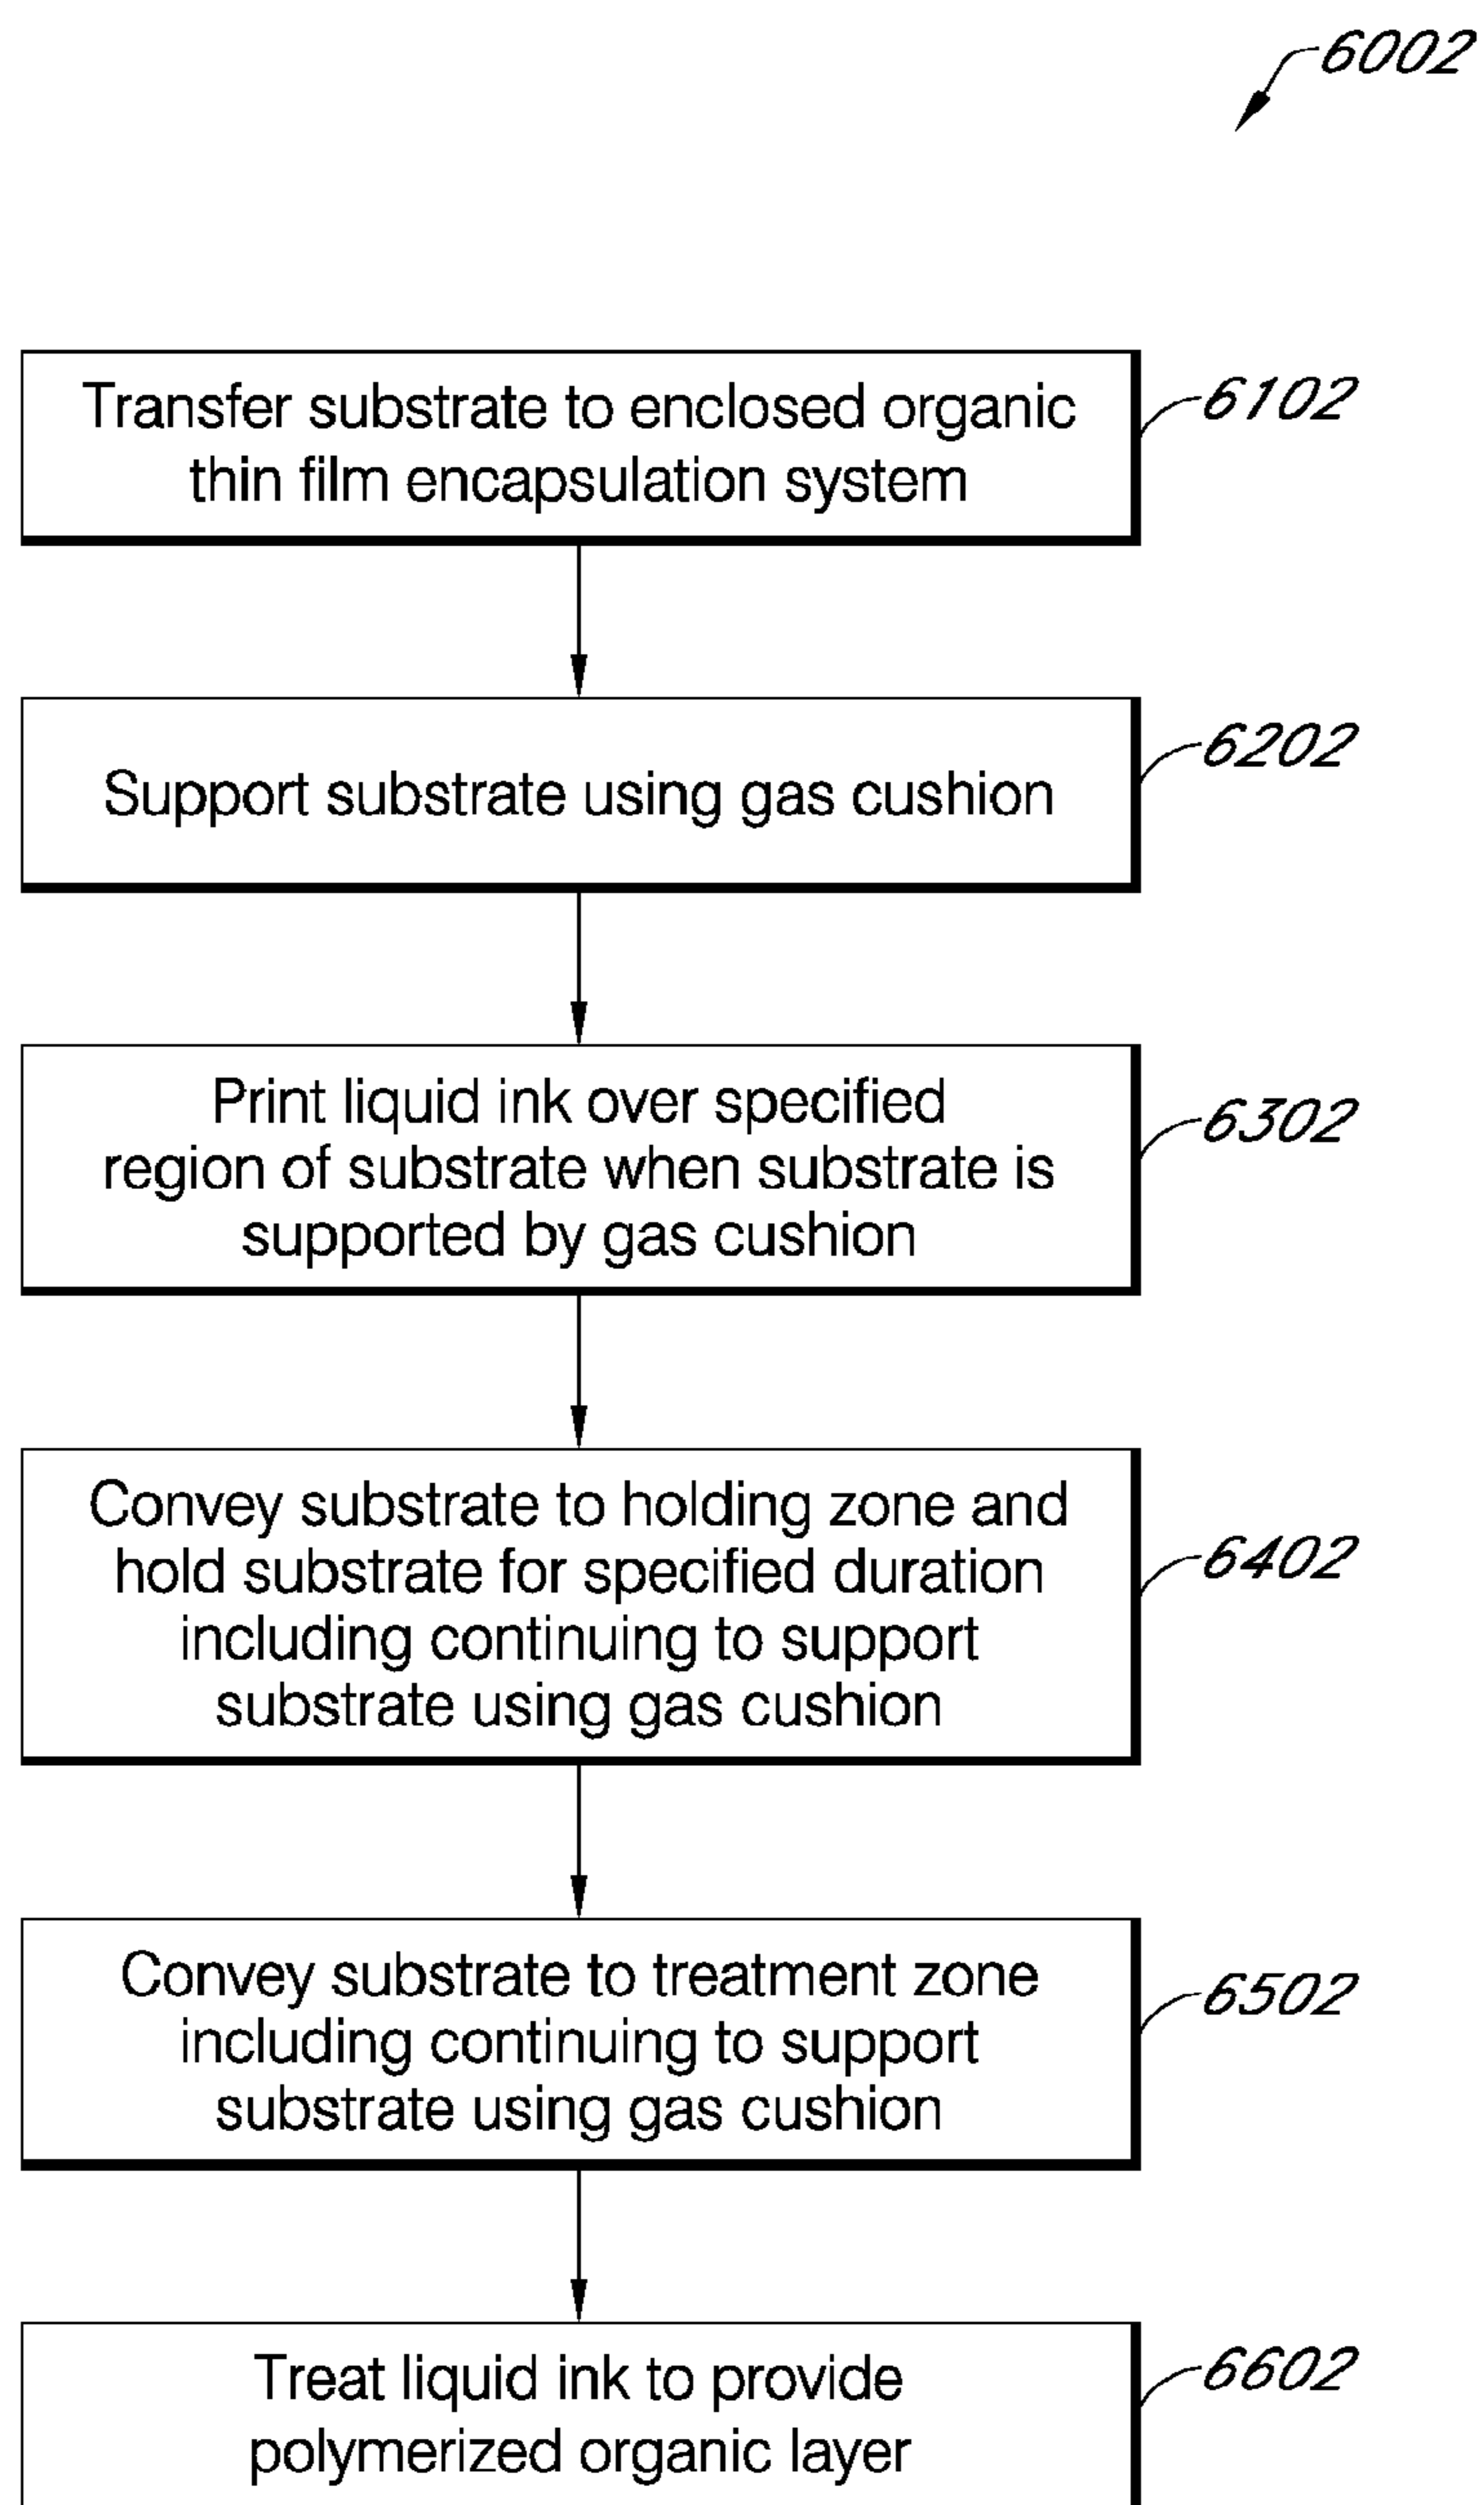 6002
Transfer substrate to enclosed organic
thin film encapsulation system
6102
Support substrate using gas cushion
6202
Print liquid ink over specified
region of substrate when substrate is
supported by gas cushion
6302
Convey substrate to holding zone and
hold substrate for specified duration
including continuing to support
substrate using gas cushion
6402
Convey substrate to treatment zone
including continuing to support
substrate using gas cushion
6502
Treat liquid ink to provide
polymerized organic layer
6602